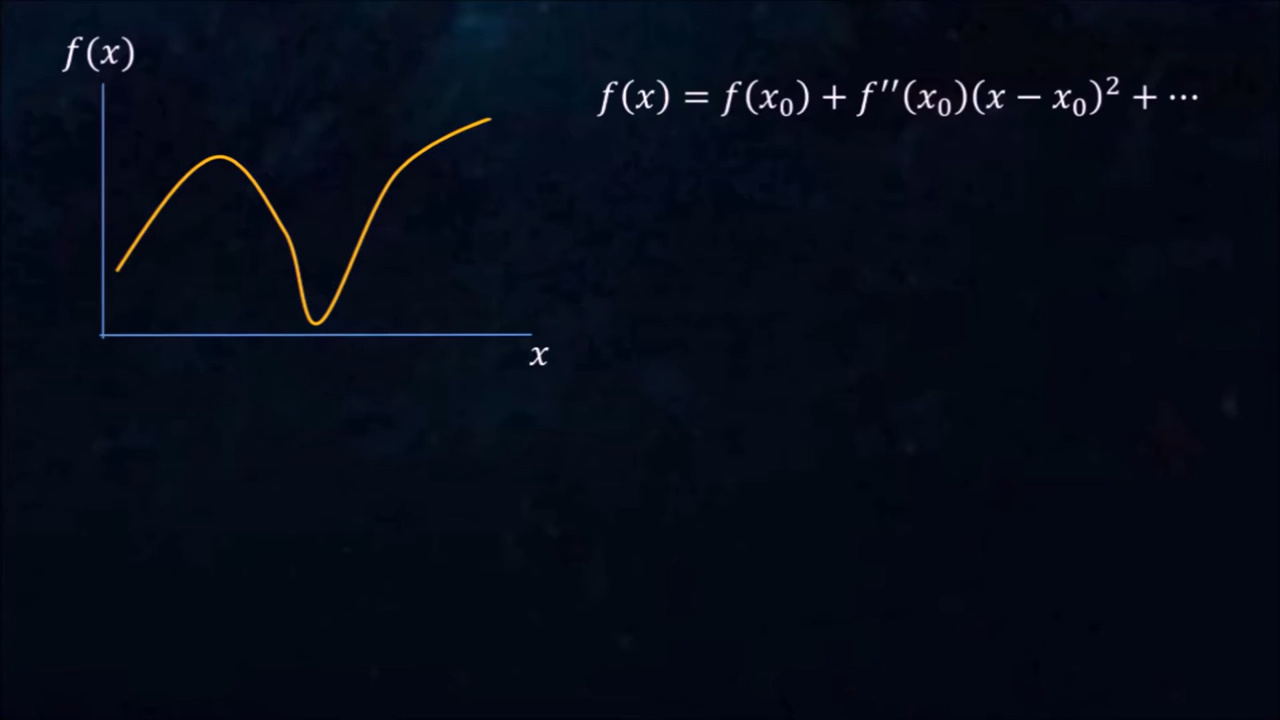 f(x)
f(x) = f(x₀) + f′′(x₀)(x − x₀)² + ⋯
x